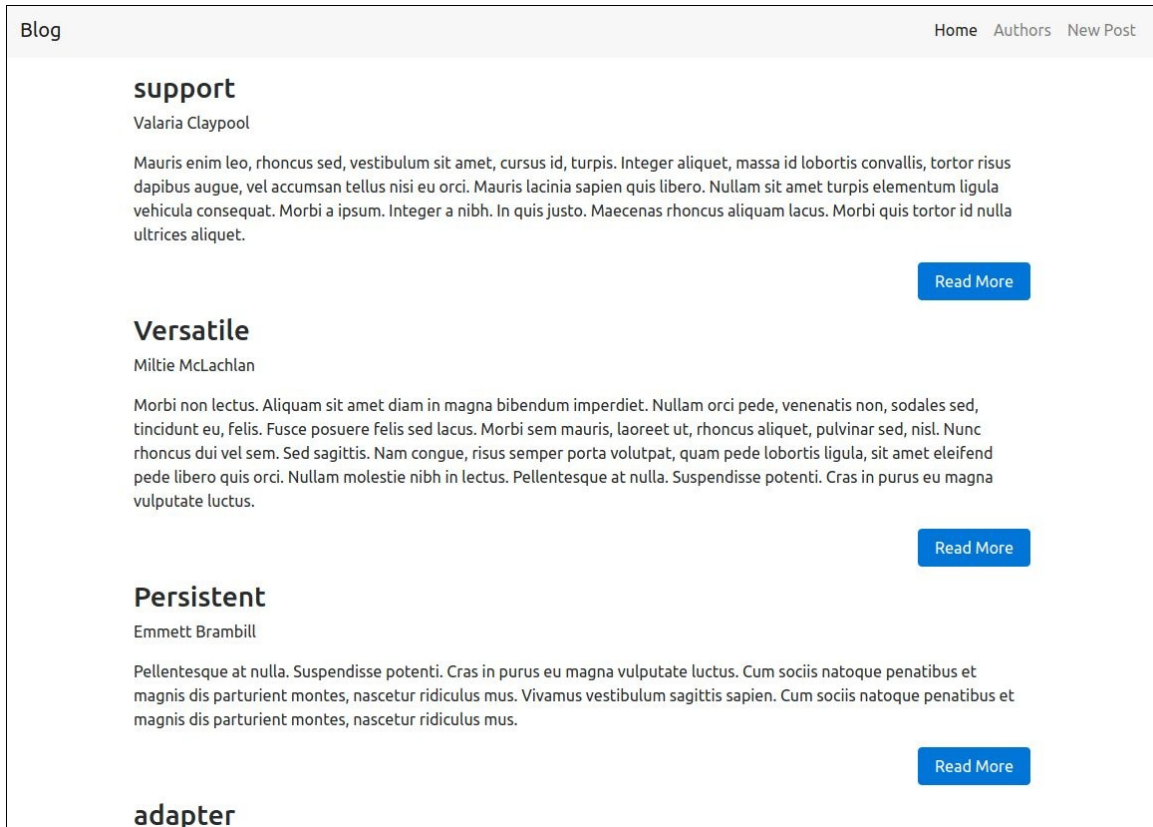 Blog
Home Authors New Post
support
Valaria Claypool
Mauris enim leo, rhoncus sed, vestibulum sit amet, cursus id, turpis. Integer aliquet, massa id lobortis convallis, tortor risus
dapibus augue, vel accumsan tellus nisi eu orci. Mauris lacinia sapien quis libero. Nullam sit amet turpis elementum ligula
vehicula consequat. Morbi a ipsum. Integer a nibh. In quis justo. Maecenas rhoncus aliquam lacus. Morbi quis tortor id nulla
ultrices aliquet.
Read More
Versatile
Miltie McLachlan
Morbi non lectus. Aliquam sit amet diam in magna bibendum imperdiet. Nullam orci pede, venenatis non, sodales sed,
tincidunt eu, felis. Fusce posuere felis sed lacus. Morbi sem mauris, laoreet ut, rhoncus aliquet, pulvinar sed, nisl. Nunc
rhoncus dui vel sem. Sed sagittis. Nam congue, risus semper porta volutpat, quam pede lobortis ligula, sit amet eleifend
pede libero quis orci. Nullam molestie nibh in lectus. Pellentesque at nulla. Suspendisse potenti. Cras in purus eu magna
vulputate luctus.
Read More
Persistent
Emmett Brambill
Pellentesque at nulla. Suspendisse potenti. Cras in purus eu magna vulputate luctus. Cum sociis natoque penatibus et
magnis dis parturient montes, nascetur ridiculus mus. Vivamus vestibulum sagittis sapien. Cum sociis natoque penatibus et
magnis dis parturient montes, nascetur ridiculus mus.
Read More
adapter